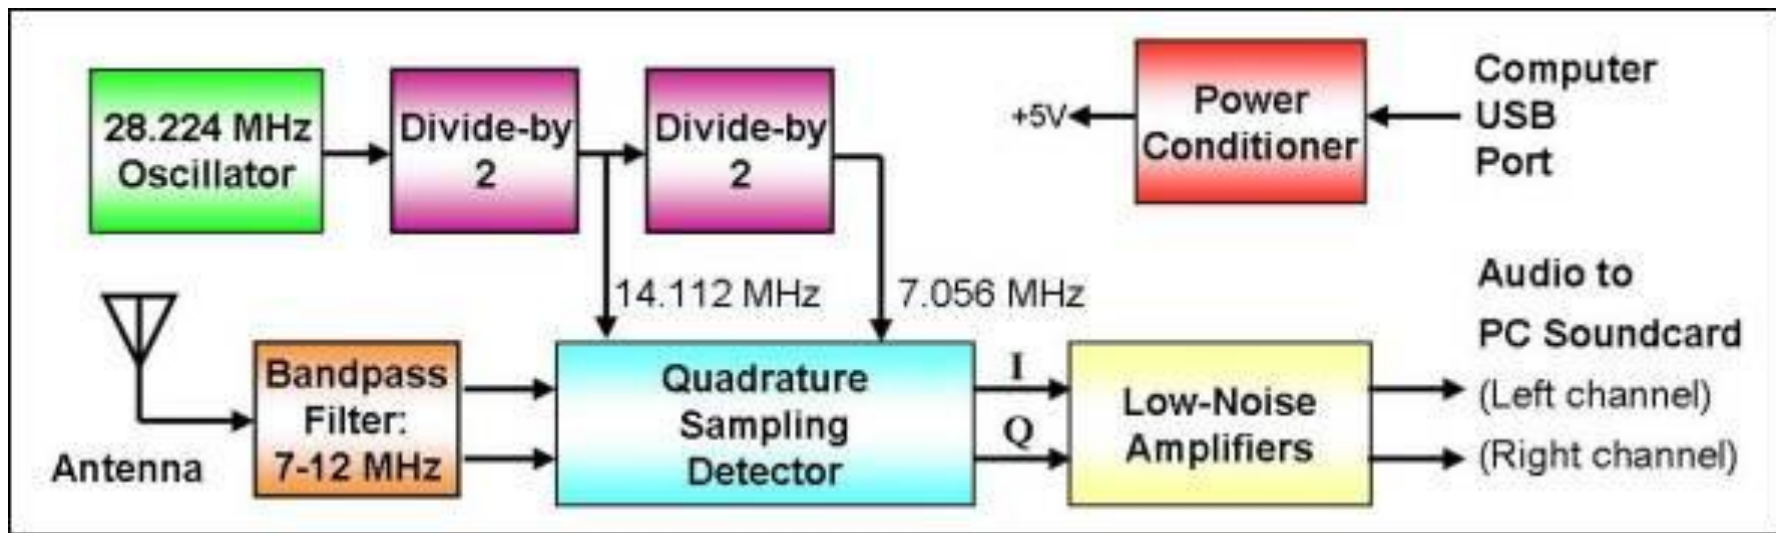 28.224 MHz
Oscillator
Divide-by
2
Divide-by
2
+5V
Power
Conditioner
Computer
USB
Port
14.112 MHz
7.056 MHz
Antenna
Bandpass
Filter:
7-12 MHz
Quadrature
Sampling
Detector
I
Q
Low-Noise
Amplifiers
Audio to
PC Soundcard
(Left channel)
(Right channel)